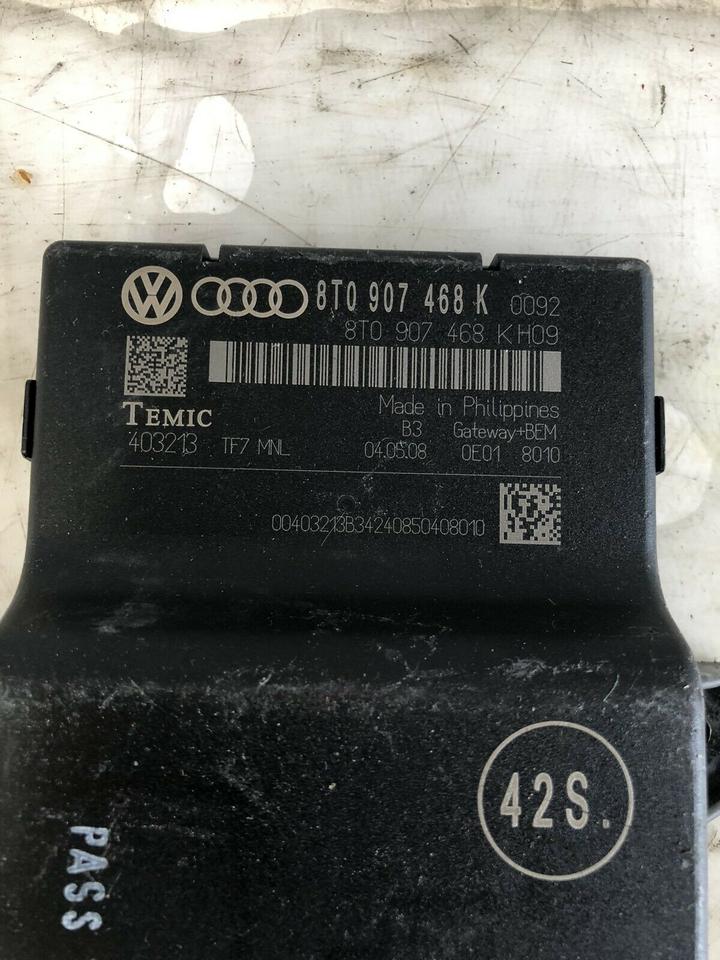 8T0 907 468 K 0092
8T0 907 468 K H09
TEMIC
Made in Philippines
B3 Gateway+BEM
403213 TF7 MNL 04.05.08 0E01 8010
00403213B34240850408010
42S.
PASS